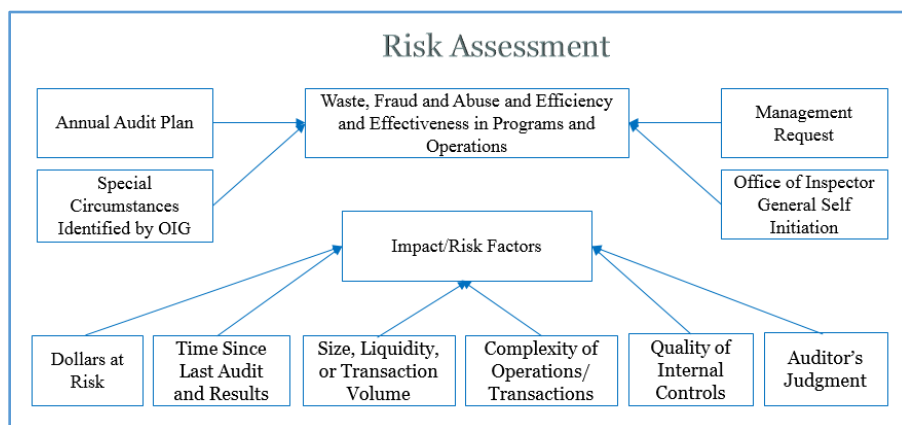 Risk Assessment
Annual Audit Plan
Waste, Fraud and Abuse and Efficiency
and Effectiveness in Programs and
Operations
Management
Request
Special
Circumstances
Identified by OIG
Office of Inspector
General Self
Initiation
Impact/Risk Factors
Dollars at
Risk
Time Since
Last Audit
and Results
Size, Liquidity,
or Transaction
Volume
Complexity of
Operations/
Transactions
Quality of
Internal
Controls
Auditor's
Judgment